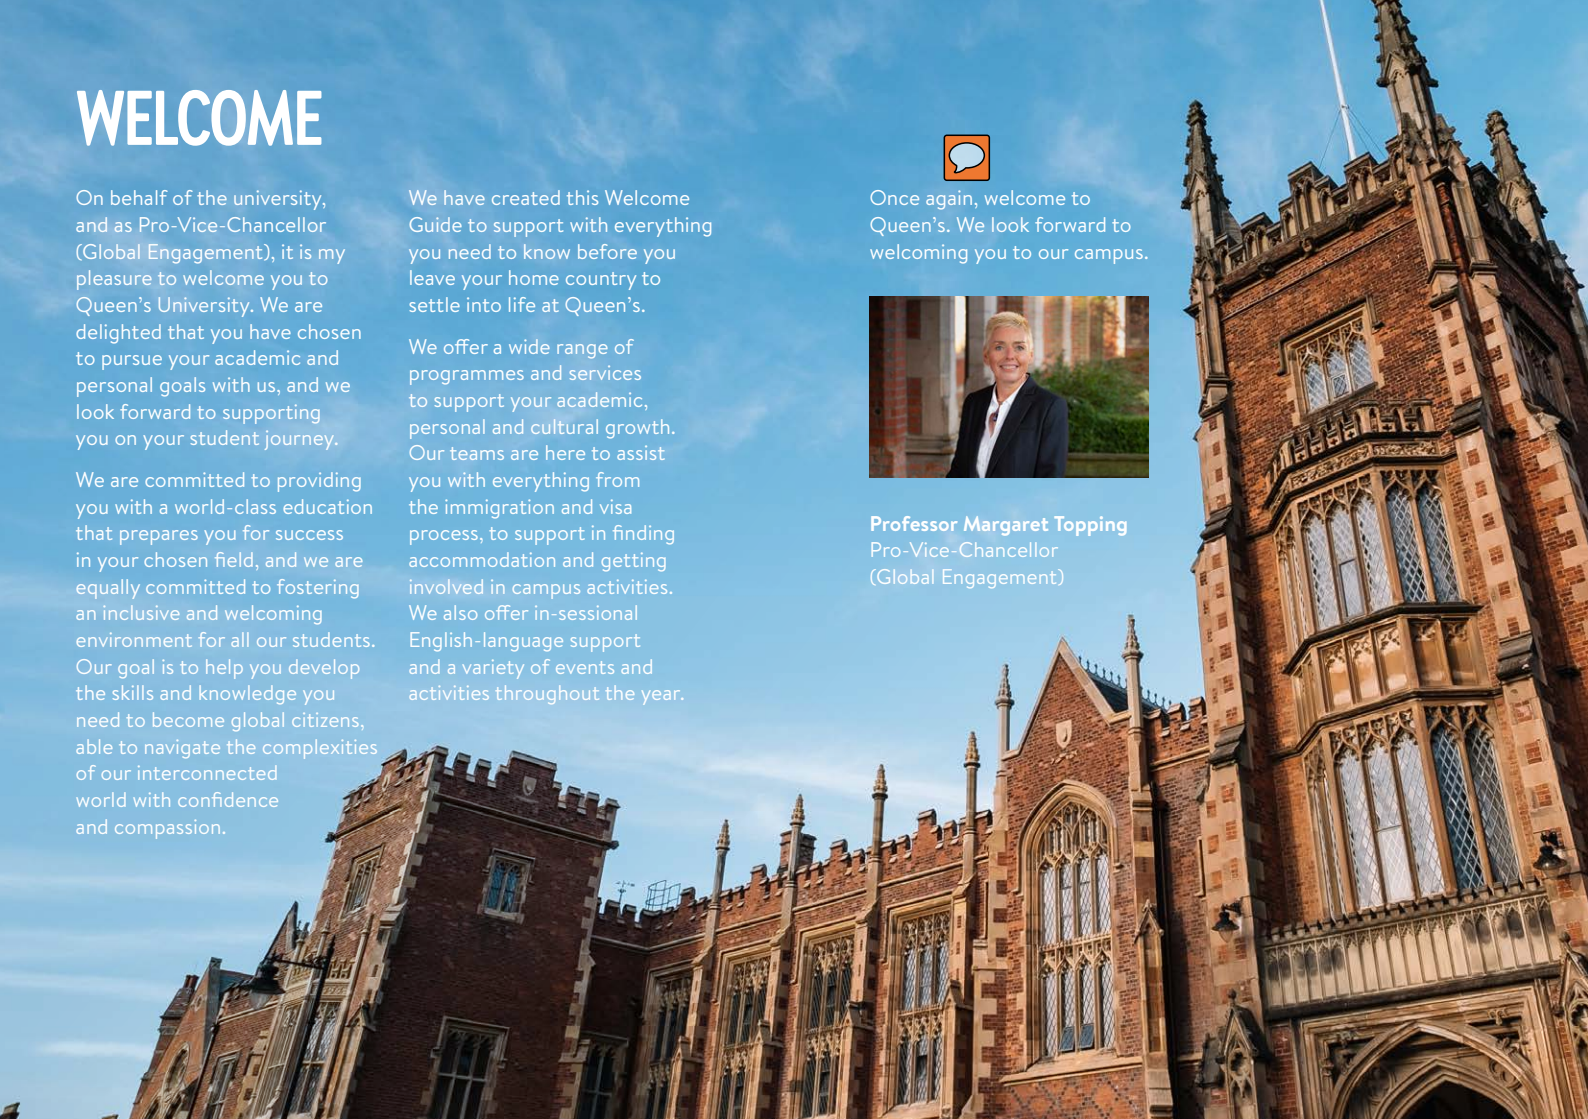 WELCOME
On behalf of the university,
and as Pro-Vice-Chancellor
(Global Engagement), it is my
pleasure to welcome you to
Queen's University. We are
delighted that you have chosen
to pursue your academic and
personal goals with us, and we
look forward to supporting
you on your student journey.
We are committed to providing
you with a world-class education
that prepares you for success
in your chosen field, and we are
equally committed to fostering
an inclusive and welcoming
environment for all our students.
Our goal is to help you develop
the skills and knowledge you
need to become global citizens,
able to navigate the complexities
of our interconnected
world with confidence
and compassion.
We have created this Welcome
Guide to support with everything
you need to know before you
leave your home country to
settle into life at Queen's.
We offer a wide range of
programmes and services
to support your academic,
personal and cultural growth.
Our teams are here to assist
you with everything from
the immigration and visa
process, to support in finding
accommodation and getting
involved in campus activities.
We also offer in-sessional
English-language support
and a variety of events and
activities throughout the year.
Once again, welcome to
Queen's. We look forward to
welcoming you to our campus.
Professor Margaret Topping
Pro-Vice-Chancellor
(Global Engagement)